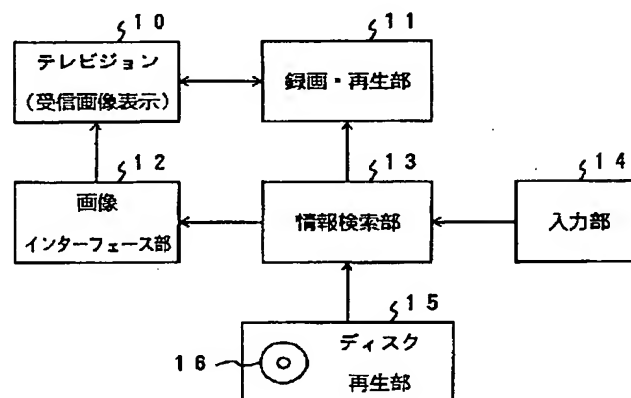 10
テレビジョン
(受信画像表示)
11
録画・再生部
12
画像
インターフェース部
13
情報検索部
14
入力部
15
ディスク
再生部
16